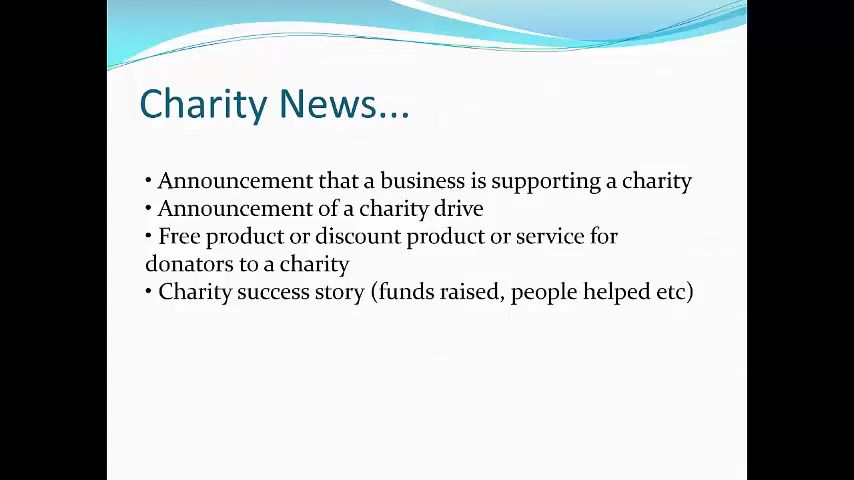 Charity News...
• Announcement that a business is supporting a charity
• Announcement of a charity drive
• Free product or discount product or service for
donators to a charity
• Charity success story (funds raised, people helped etc)